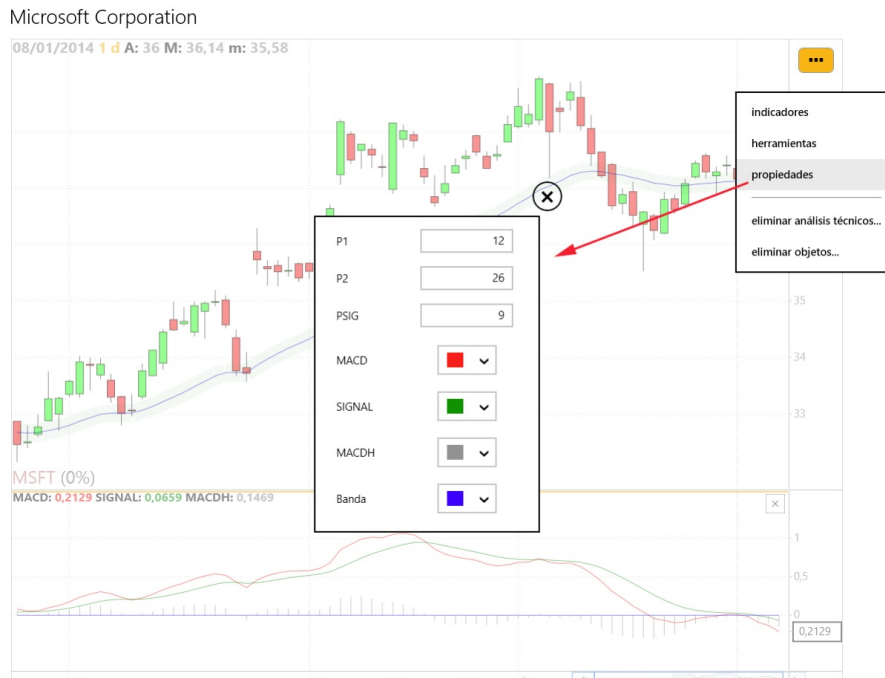 Microsoft Corporation
08/01/2014 1 d A: 36 M: 36,14 m: 35,58
...
indicadores
herramientas
propiedades
eliminar análisis técnicos...
eliminar objetos...
P1 12
P2 26
PSIG 9
MACD
SIGNAL
MACDH
Banda
35
34
33
MSFT (0%)
MACD: 0,2129 SIGNAL: 0,0659 MACDH: 0,1469
1
0,5
0
0,2129